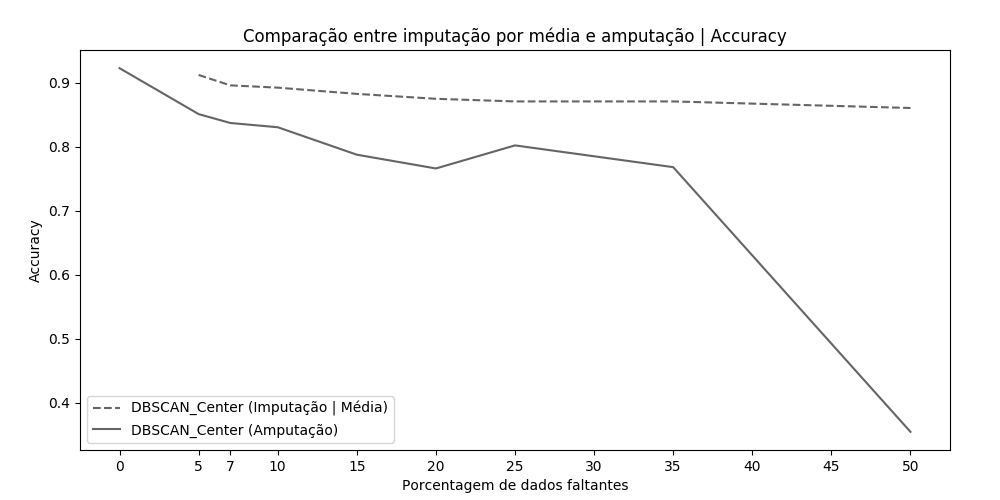 Comparação entre imputação por média e amputação | Accuracy
Accuracy
0.9
0.8
0.7
0.6
0.5
0.4
DBSCAN_Center (Imputação | Média)
DBSCAN_Center (Amputação)
0 5 7 10 15 20 25 30 35 40 45 50
Porcentagem de dados faltantes